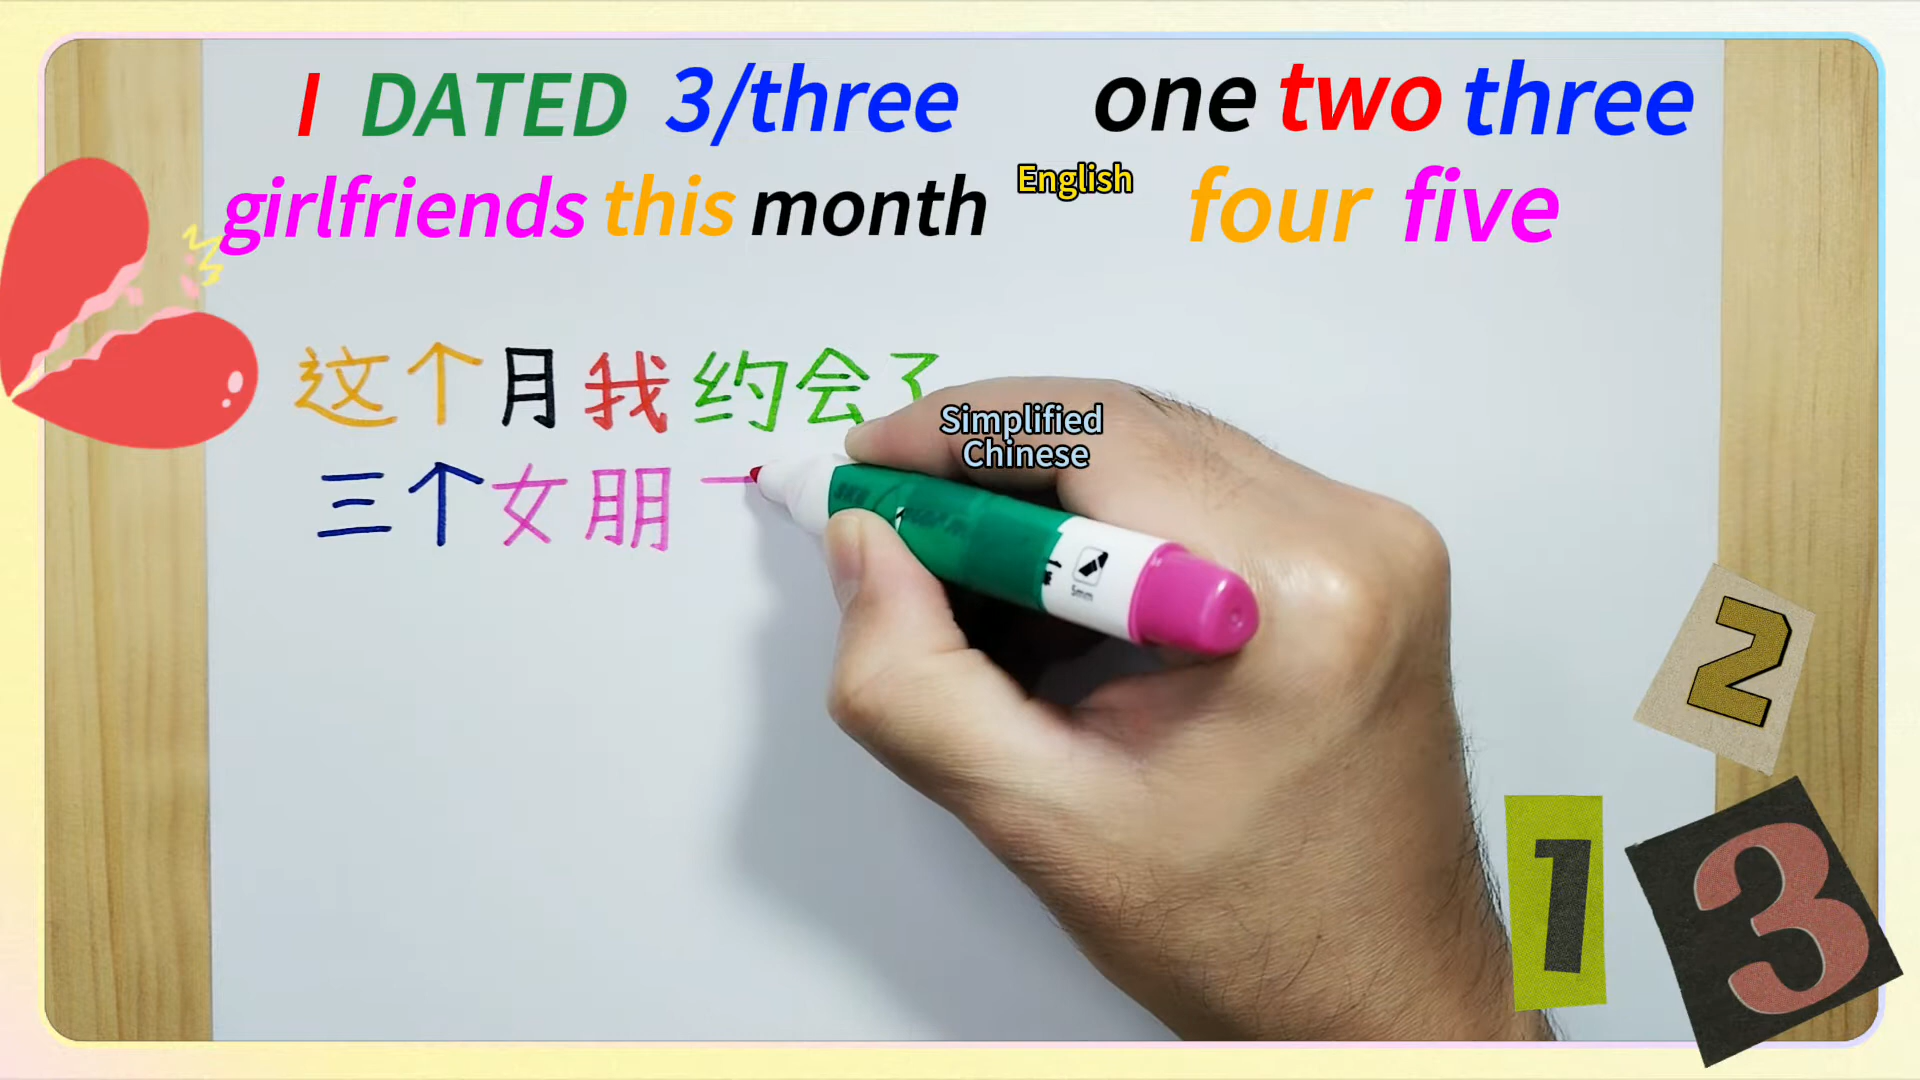 I DATED 3/three
girlfriends this month
English
one two three
four five
这个月我约会了
三个女朋
Simplified
Chinese
5mm
2
1
3